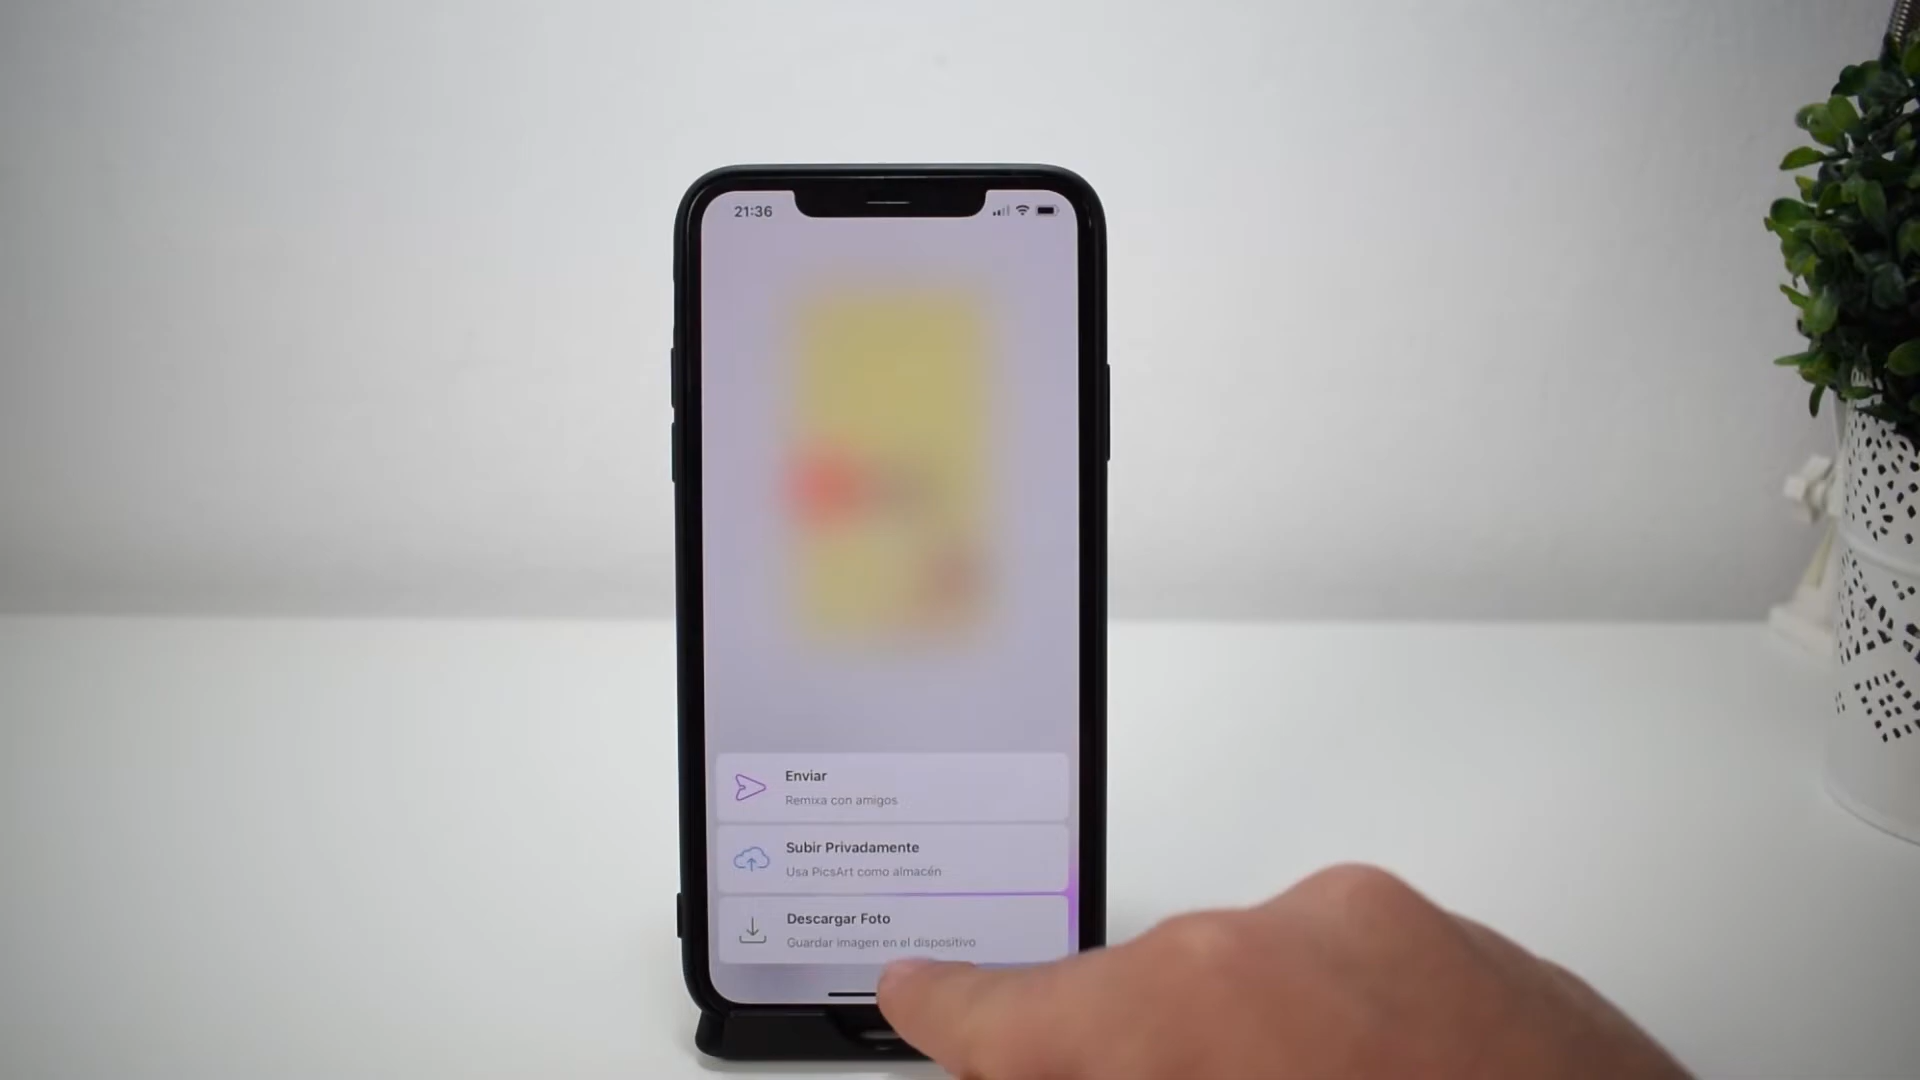 21:36
Enviar
Remixa con amigos
Subir Privadamente
Usa PicsArt como almacén
Descargar Foto
Guardar imagen en el dispositivo